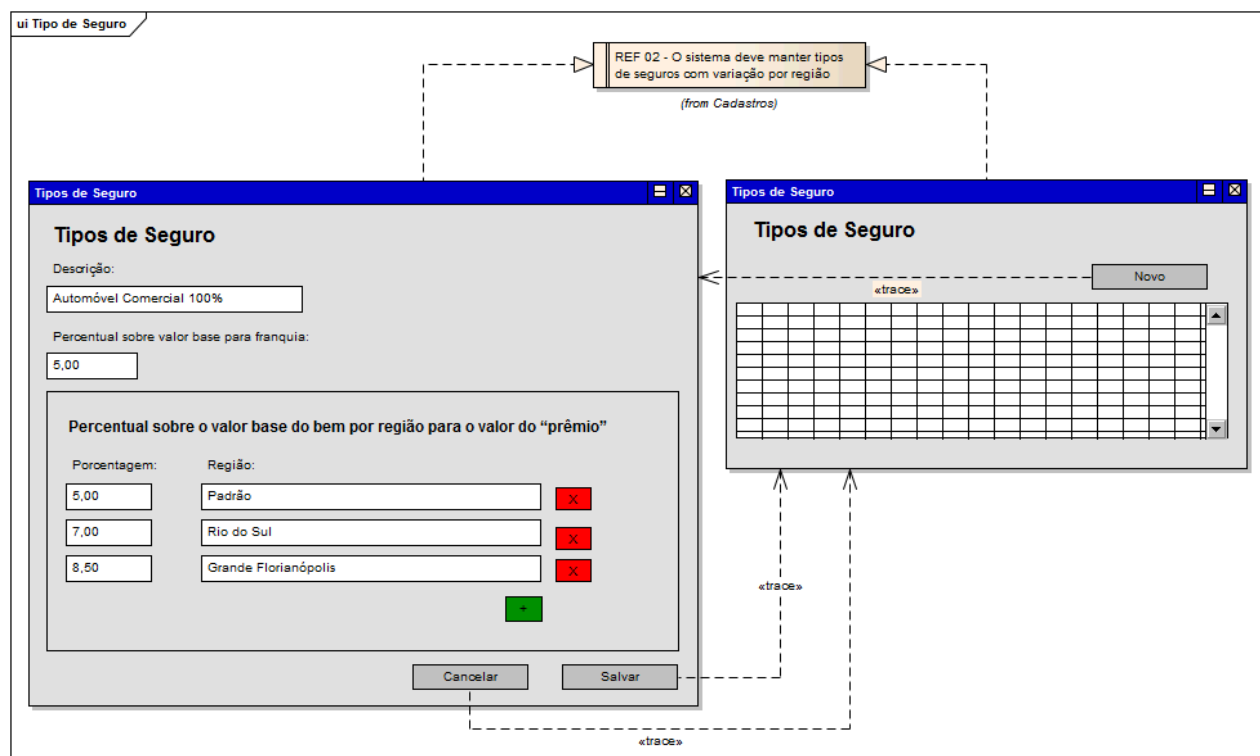 ui Tipo de Seguro
REF 02 - O sistema deve manter tipos
de seguros com variação por região
(from Cadastros)
Tipos de Seguro
Tipos de Seguro
Descrição:
Automóvel Comercial 100%
Percentual sobre valor base para franquia:
5,00
Percentual sobre o valor base do bem por região para o valor do “prêmio”
Porcentagem:
Região:
5,00
Padrão
X
7,00
Rio do Sul
X
8,50
Grande Florianópolis
X
+
Cancelar
Salvar
Tipos de Seguro
Tipos de Seguro
Novo
«trace»
«trace»
«trace»